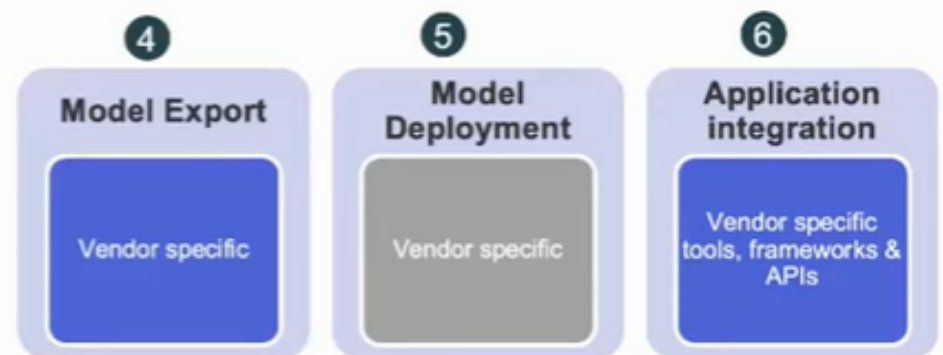 4
5
6
Model Export
Model
Deployment
Application
integration
Vendor specific
Vendor specific
Vendor specific
tools, frameworks &
APIs